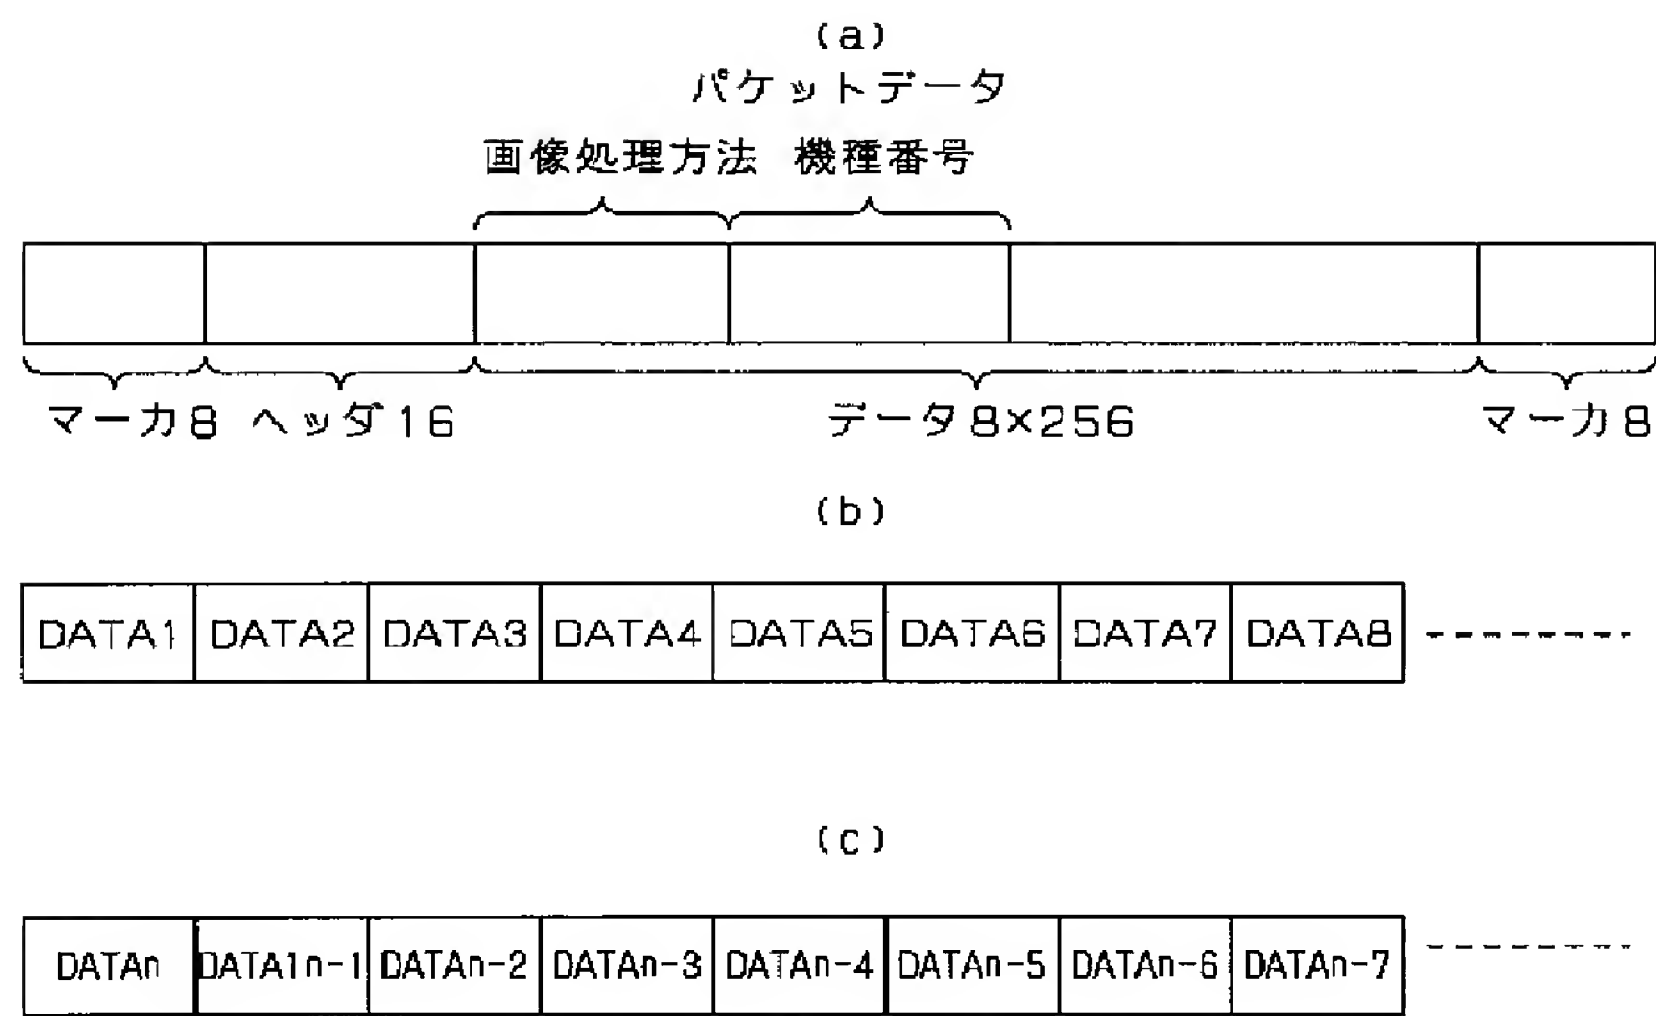 (a)
パケットデータ
画像処理方法 機種番号
マーカ8 ヘッダ16 データ8×256 マーカ8
(b)
DATA1 DATA2 DATA3 DATA4 DATA5 DATA6 DATA7 DATA8
(c)
DATAn DATA1n-1 DATAn-2 DATAn-3 DATAn-4 DATAn-5 DATAn-6 DATAn-7